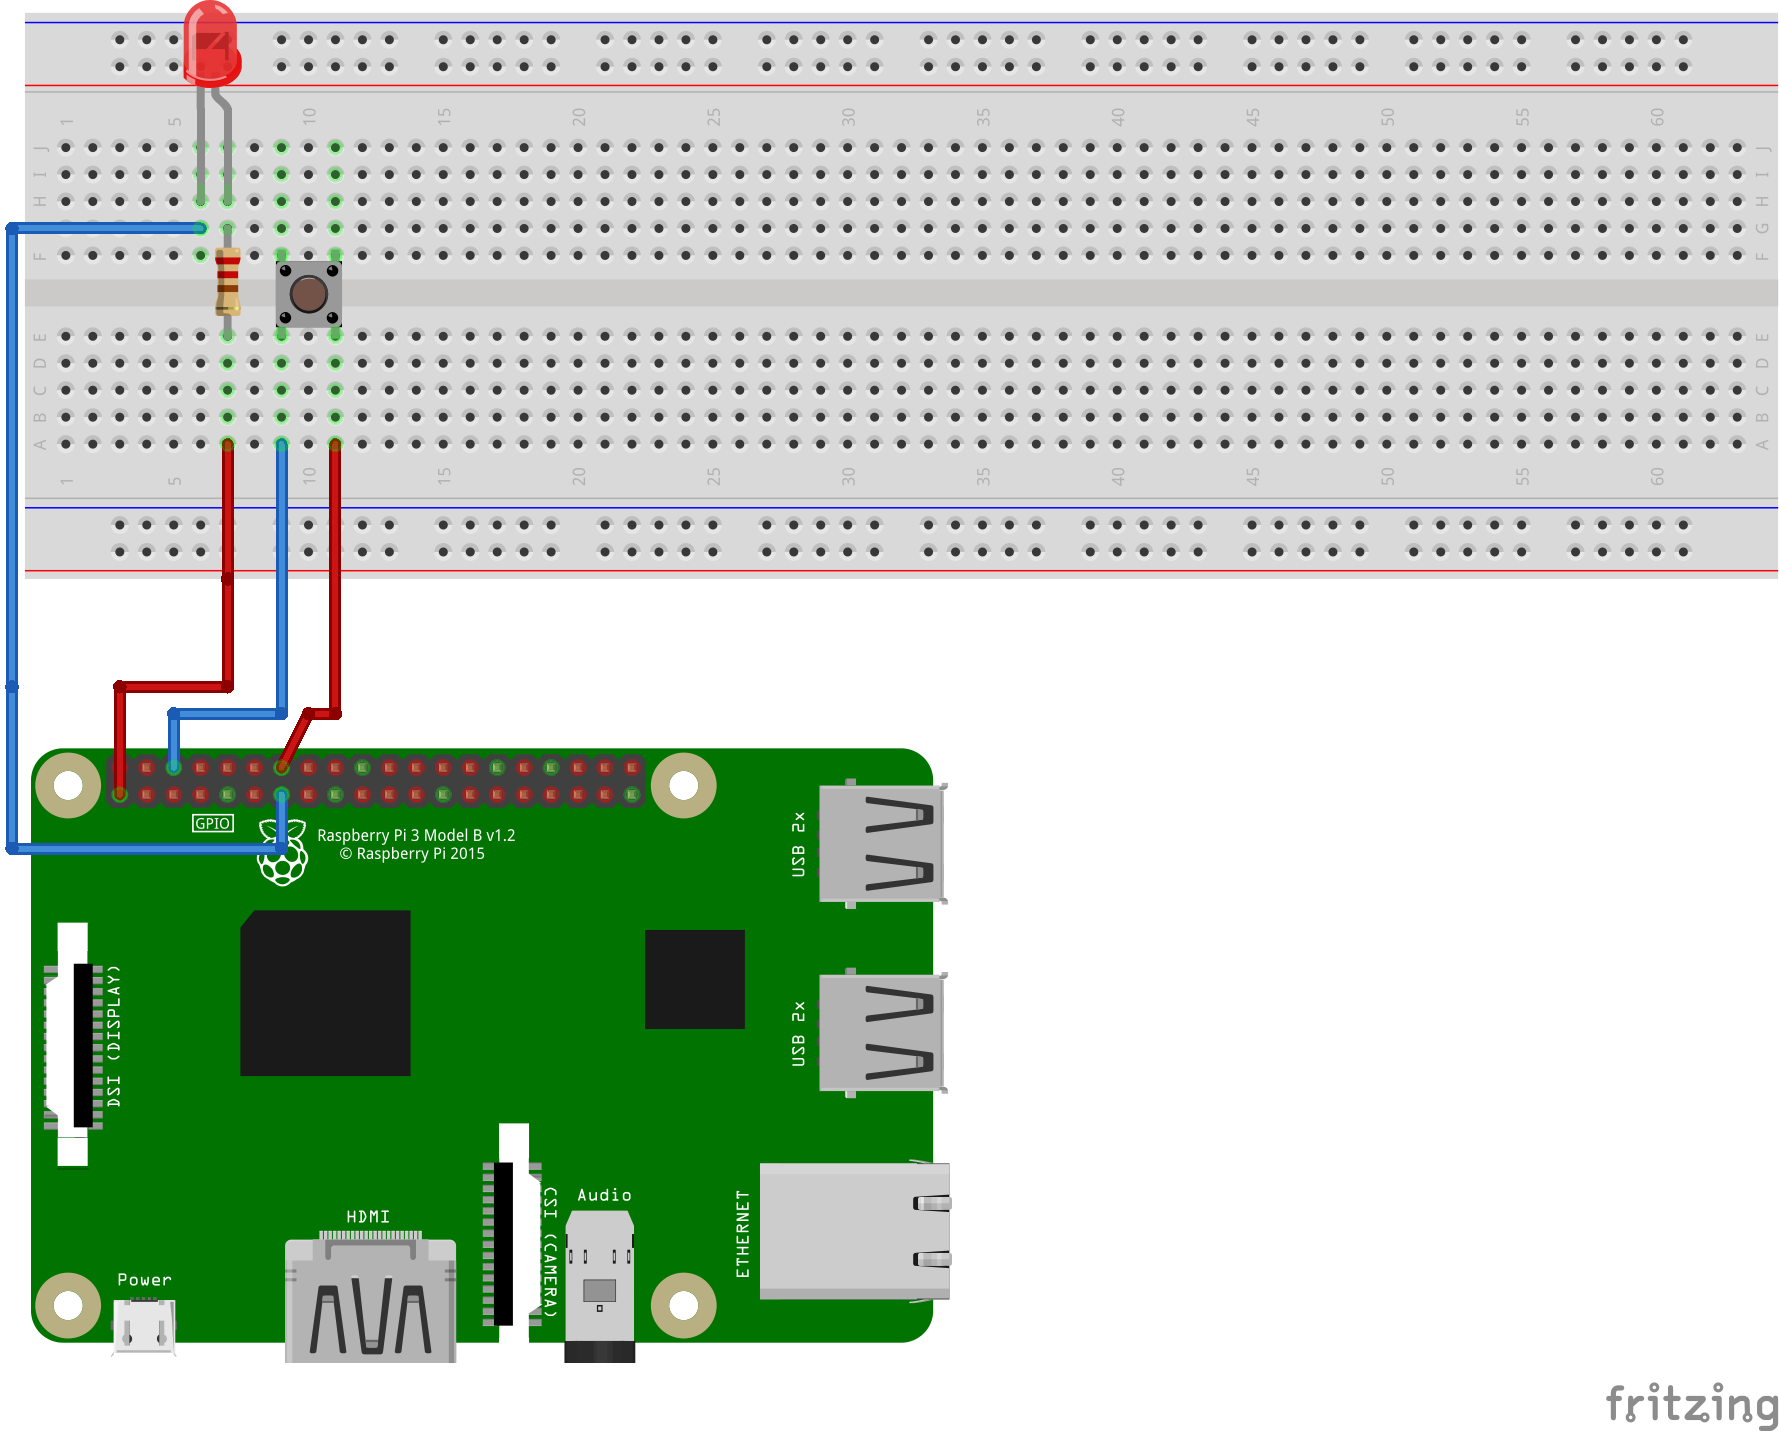 1 5 10 15 20 25 30 35 40 45 50 55 60
J J
I I
H H
G G
F F
E E
D D
C C
B B
A A
1 5 10 15 20 25 30 35 40 45 50 55 60
GPIO
Raspberry Pi 3 Model B v1.2
© Raspberry Pi 2015
USB 2x
DSI (DISPLAY)
USB 2x
CSI (CAMERA)
Audio
ETHERNET
HDMI
Power
fritzing